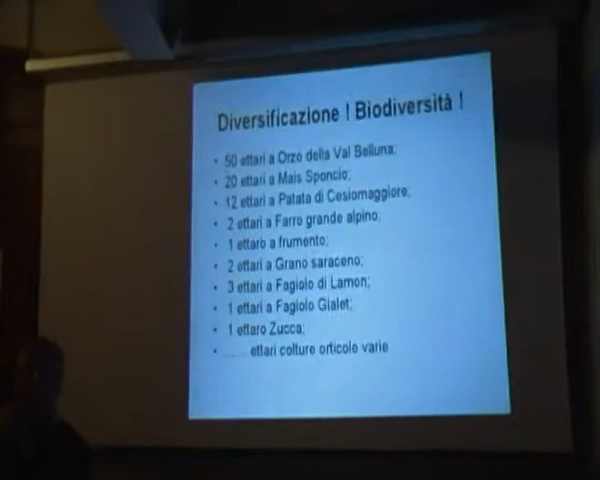 Diversificazione ! Biodiversità !
• 50 ettari a Orzo della Val Belluna;
• 20 ettari a Mais Sponcio;
• 12 ettari a Patata di Cesiomaggiore;
• 2 ettari a Farro grande alpino;
• 1 ettaro a frumento;
• 2 ettari a Grano saraceno;
• 3 ettari a Fagiolo di Lamon;
• 1 ettari a Fagiolo Gialet;
• 1 ettaro Zucca;
• ........ ettari colture orticole varie